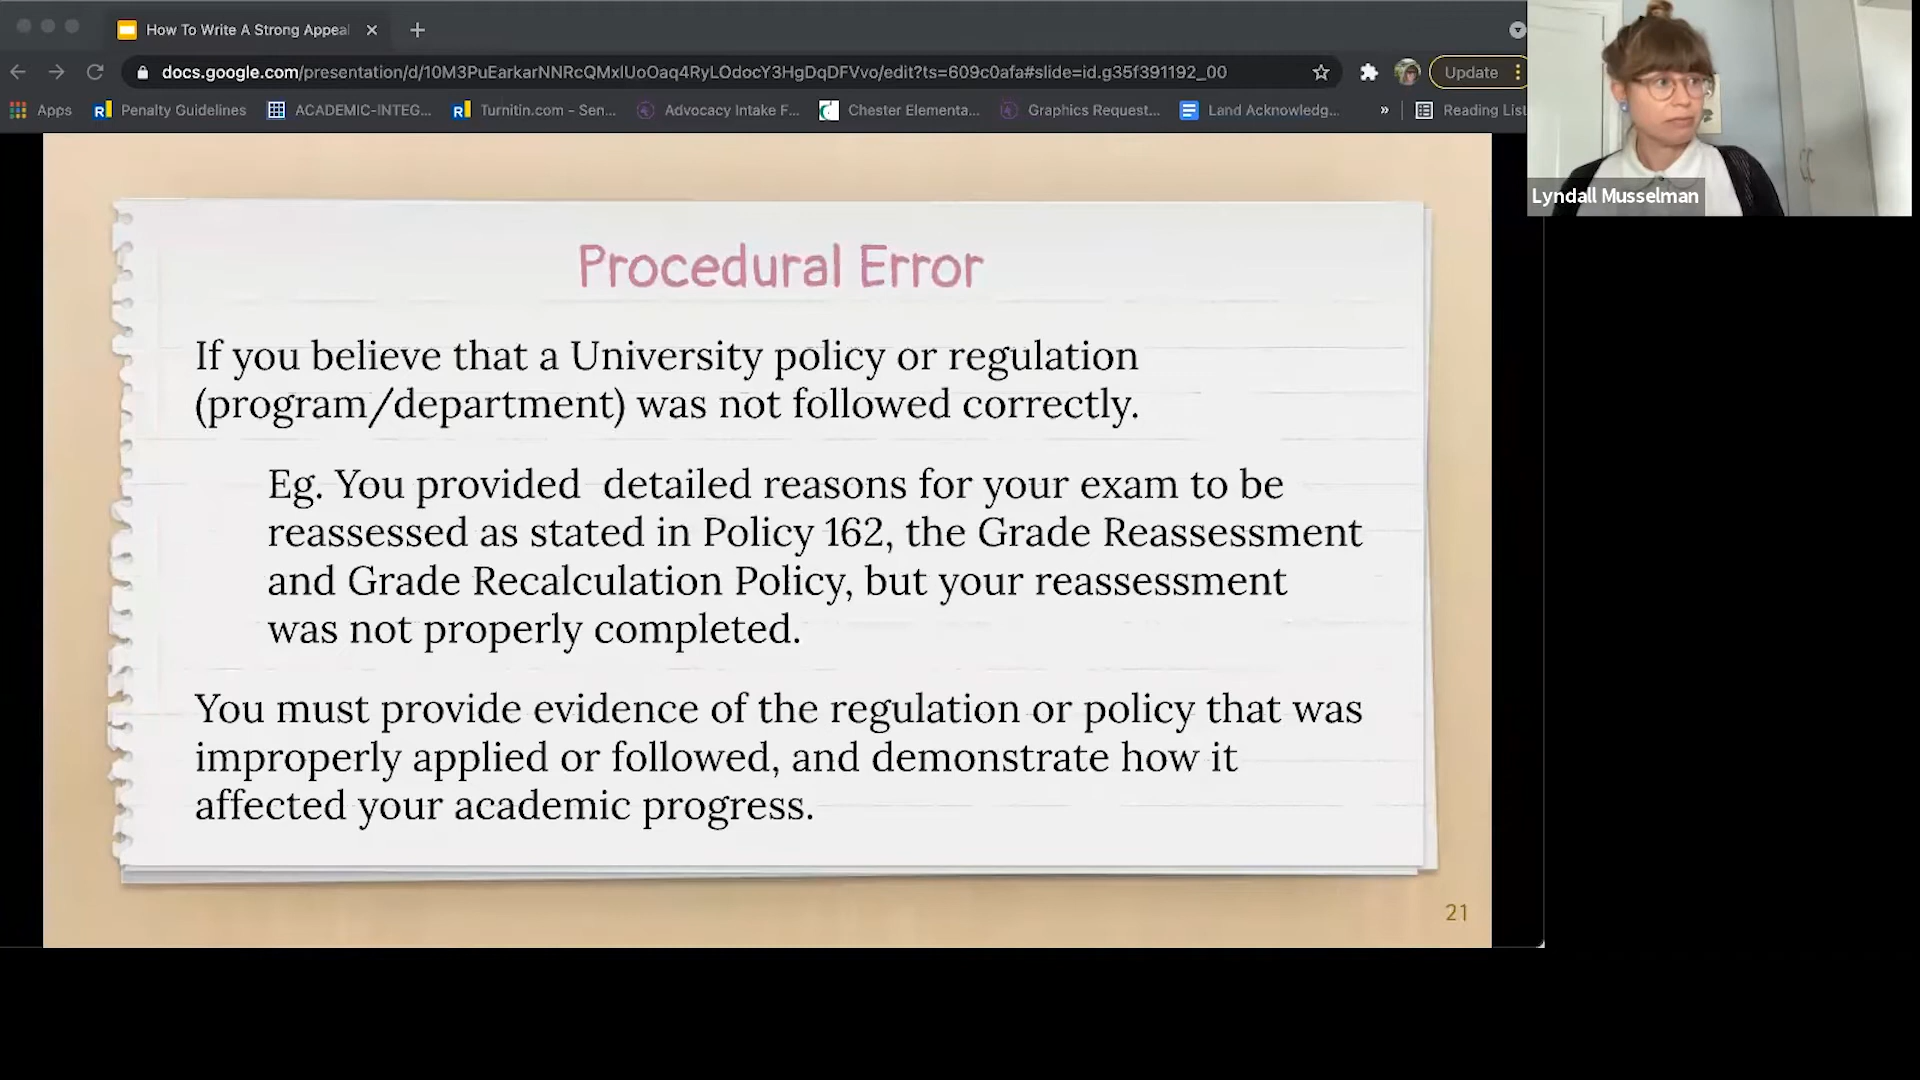 How To Write A Strong Appeal
docs.google.com/presentation/d/10M3PuEarkarNNRcQMxlUoOaq4RyLOdocY3HgDqDFVvo/edit?ts=609c0afa#slide=id.g35f391192_00
Update
Apps Penalty Guidelines ACADEMIC-INTEG... Turnitin.com – Sen... Advocacy Intake F... Chester Elementa... Graphics Request... Land Acknowledg... » Reading List
Lyndall Musselman
Procedural Error
If you believe that a University policy or regulation
(program/department) was not followed correctly.
Eg. You provided  detailed reasons for your exam to be
reassessed as stated in Policy 162, the Grade Reassessment
and Grade Recalculation Policy, but your reassessment
was not properly completed.
You must provide evidence of the regulation or policy that was
improperly applied or followed, and demonstrate how it
affected your academic progress.
21